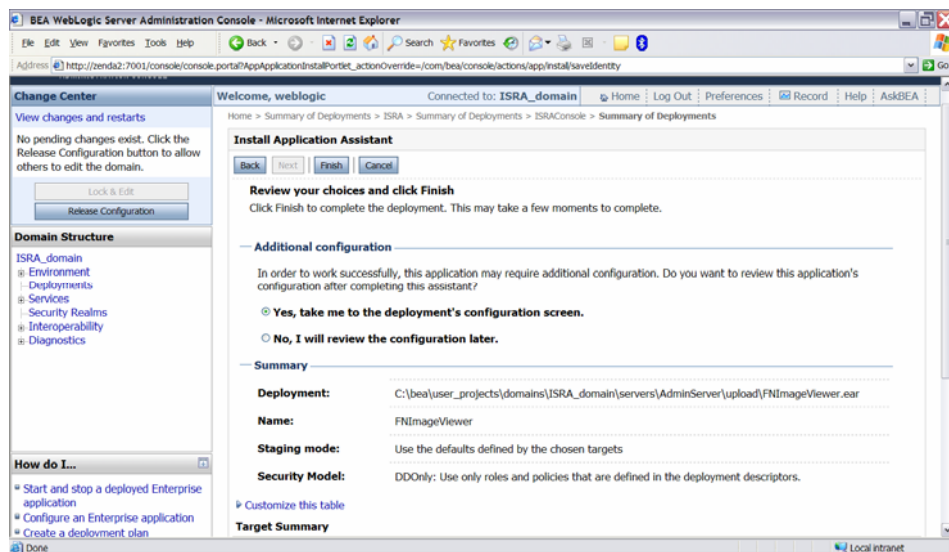 BEA WebLogic Server Administration Console - Microsoft Internet Explorer
File Edit View Favorites Tools Help
Back Search Favorites
Address http://zenda2:7001/console/console.portal?AppApplicationInstallPortlet_actionOverride=/com/bea/console/actions/app/install/saveIdentity Go
Change Center
View changes and restarts
No pending changes exist. Click the
Release Configuration button to allow
others to edit the domain.
Lock & Edit
Release Configuration
Domain Structure
ISRA_domain
Environment
Deployments
Services
Security Realms
Interoperability
Diagnostics
How do I...
Start and stop a deployed Enterprise
application
Configure an Enterprise application
Create a deployment plan
Welcome, weblogic Connected to: ISRA_domain Home Log Out Preferences Record Help AskBEA
Home > Summary of Deployments > ISRA > Summary of Deployments > ISRAConsole > Summary of Deployments
Install Application Assistant
Back Next Finish Cancel
Review your choices and click Finish
Click Finish to complete the deployment. This may take a few moments to complete.
Additional configuration
In order to work successfully, this application may require additional configuration. Do you want to review this application's
configuration after completing this assistant?
Yes, take me to the deployment's configuration screen.
No, I will review the configuration later.
Summary
Deployment: C:\bea\user_projects\domains\ISRA_domain\servers\AdminServer\upload\FNImageViewer.ear
Name: FNImageViewer
Staging mode: Use the defaults defined by the chosen targets
Security Model: DDOnly: Use only roles and policies that are defined in the deployment descriptors.
Customize this table
Target Summary
Done Local intranet